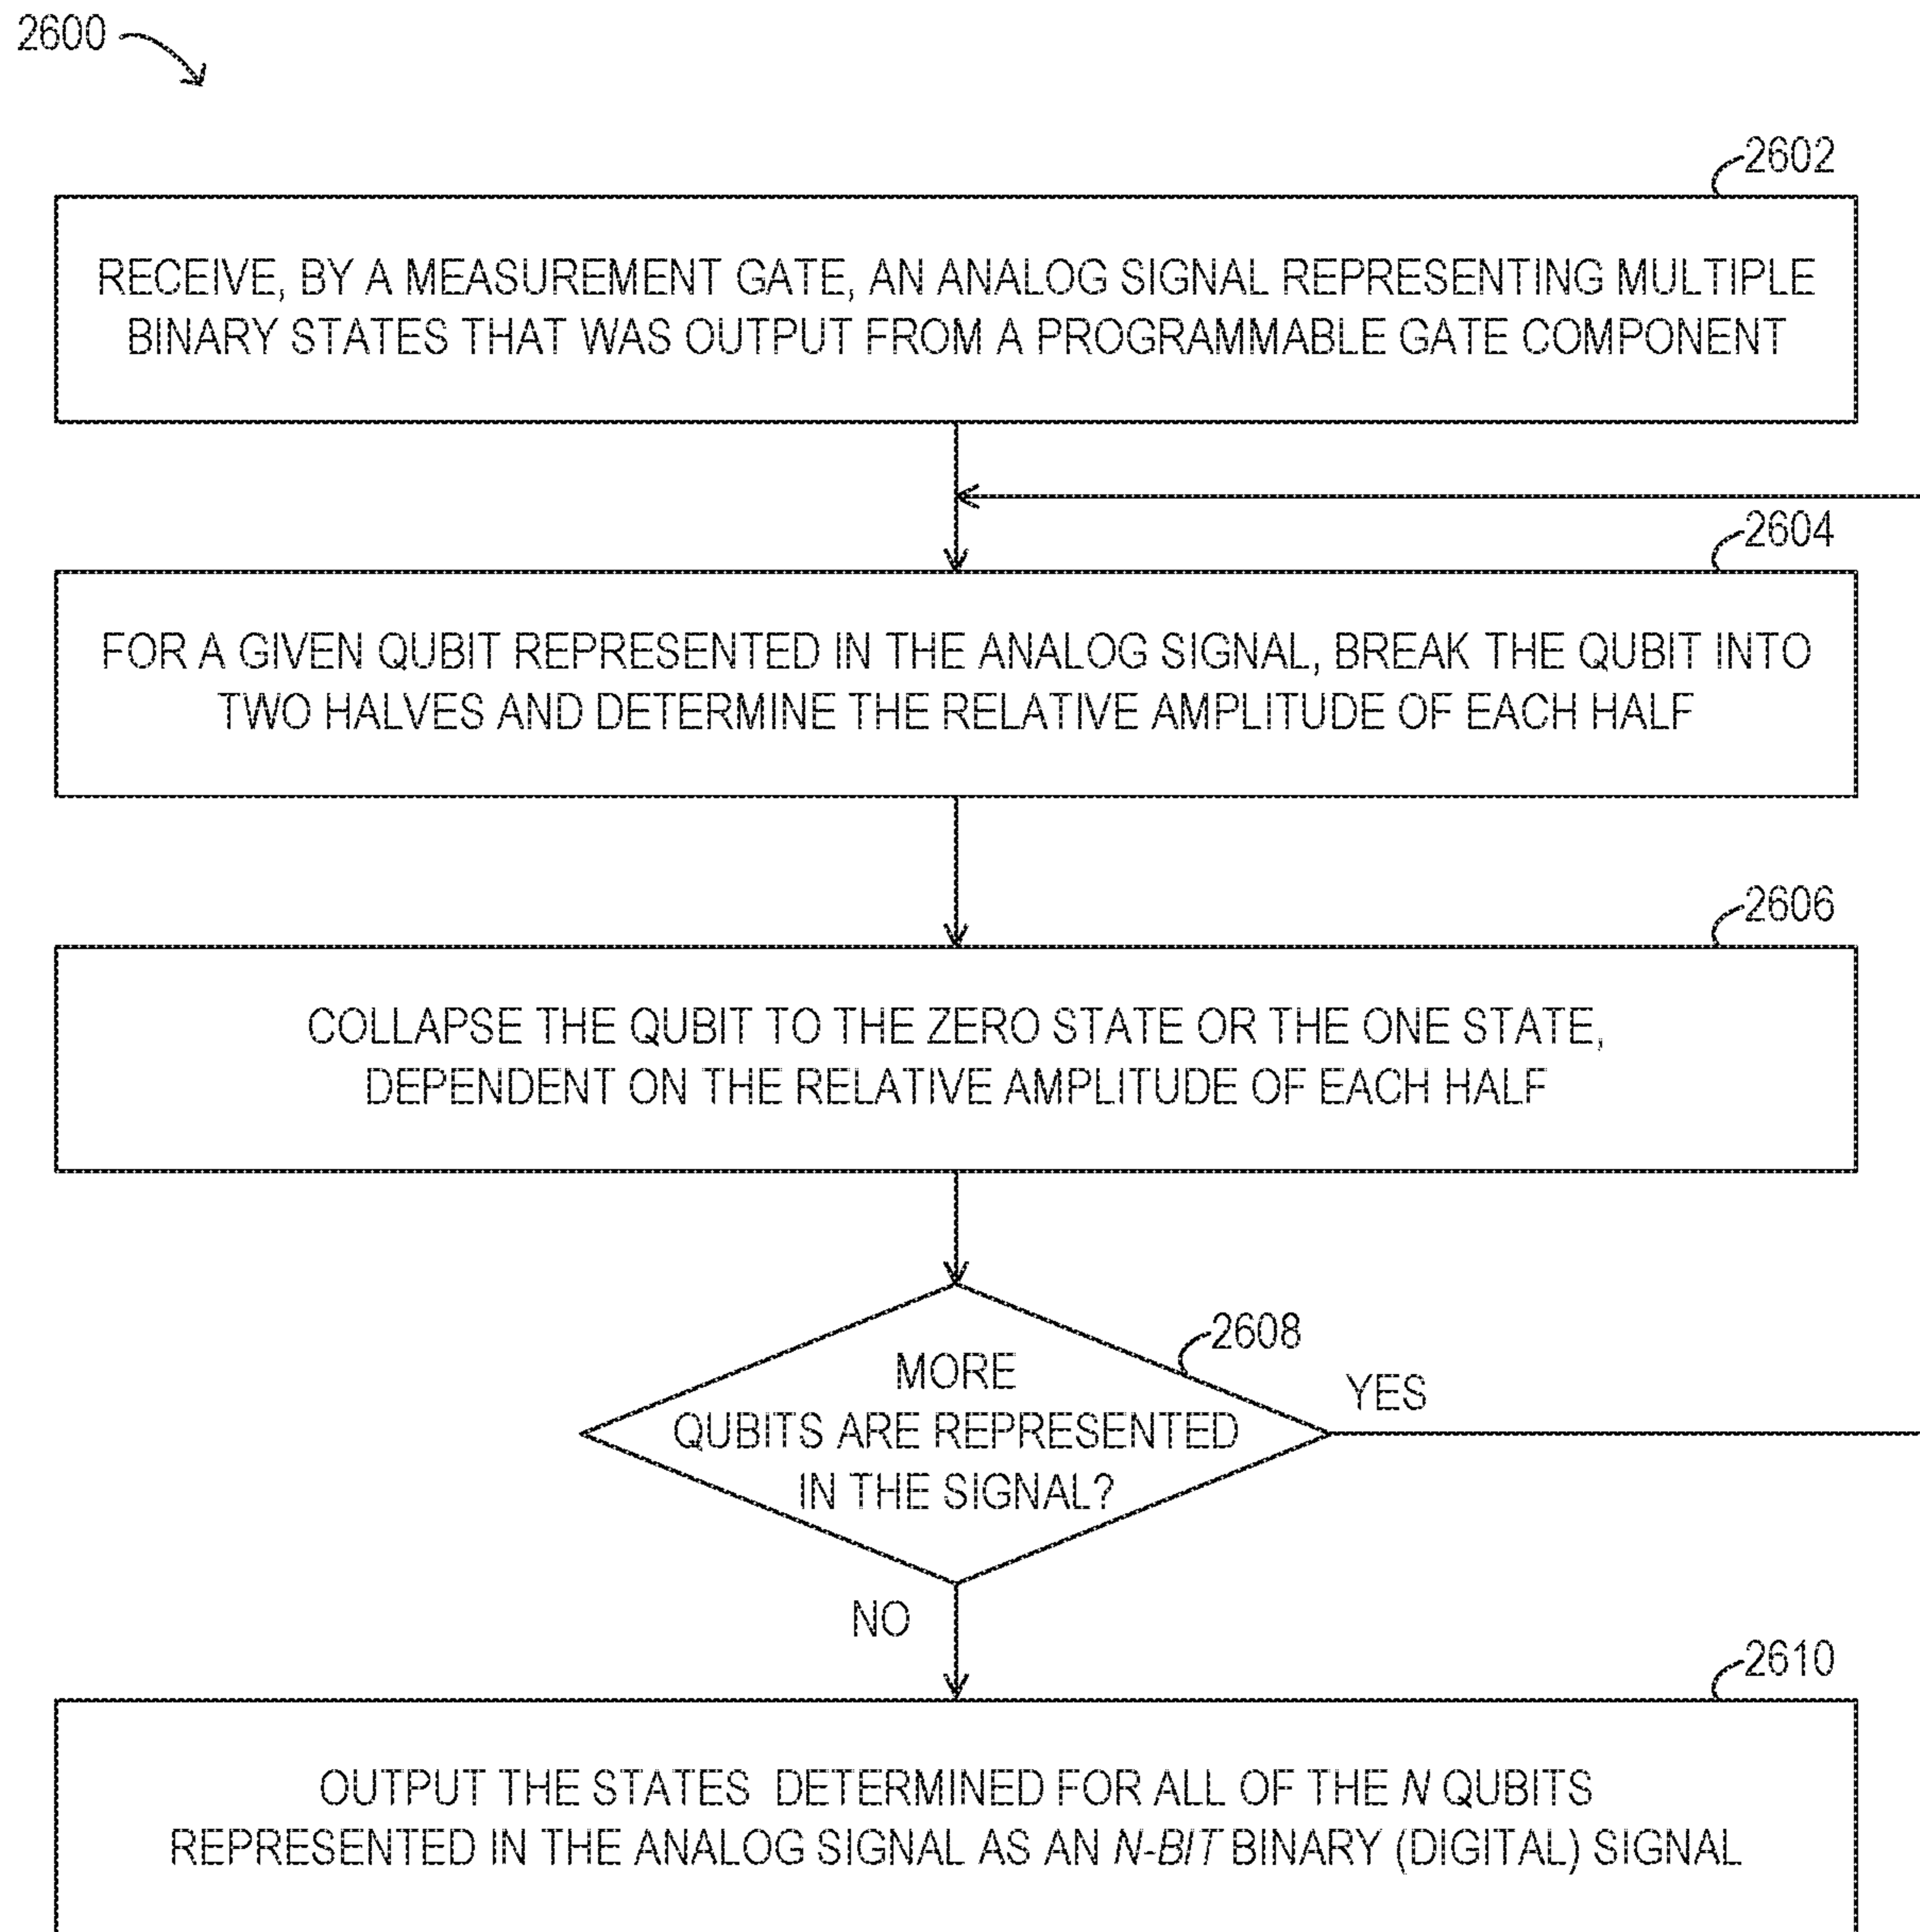 2600
2602
RECEIVE, BY A MEASUREMENT GATE, AN ANALOG SIGNAL REPRESENTING MULTIPLE
BINARY STATES THAT WAS OUTPUT FROM A PROGRAMMABLE GATE COMPONENT
2604
FOR A GIVEN QUBIT REPRESENTED IN THE ANALOG SIGNAL, BREAK THE QUBIT INTO
TWO HALVES AND DETERMINE THE RELATIVE AMPLITUDE OF EACH HALF
2606
COLLAPSE THE QUBIT TO THE ZERO STATE OR THE ONE STATE,
DEPENDENT ON THE RELATIVE AMPLITUDE OF EACH HALF
2608
MORE
QUBITS ARE REPRESENTED
IN THE SIGNAL?
YES
NO
2610
OUTPUT THE STATES DETERMINED FOR ALL OF THE N QUBITS
REPRESENTED IN THE ANALOG SIGNAL AS AN N-BIT BINARY (DIGITAL) SIGNAL